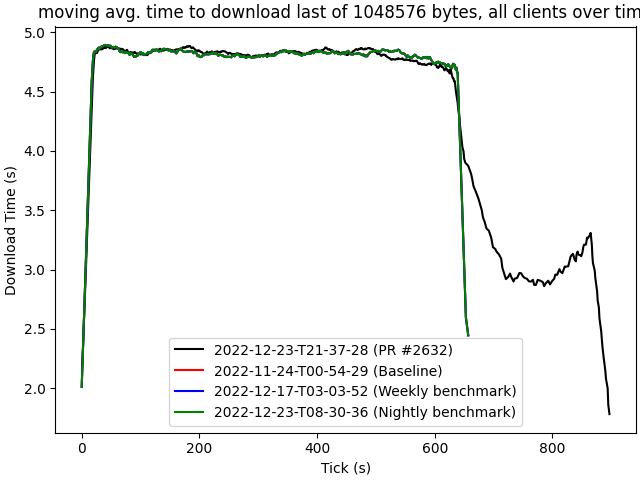 moving avg. time to download last of 1048576 bytes, all clients over tim
5.0
4.5
4.0
3.5
3.0
2.5
2.0
Download Time (s)
2022-12-23-T21-37-28 (PR #2632)
2022-11-24-T00-54-29 (Baseline)
2022-12-17-T03-03-52 (Weekly benchmark)
2022-12-23-T08-30-36 (Nightly benchmark)
0 200 400 600 800
Tick (s)